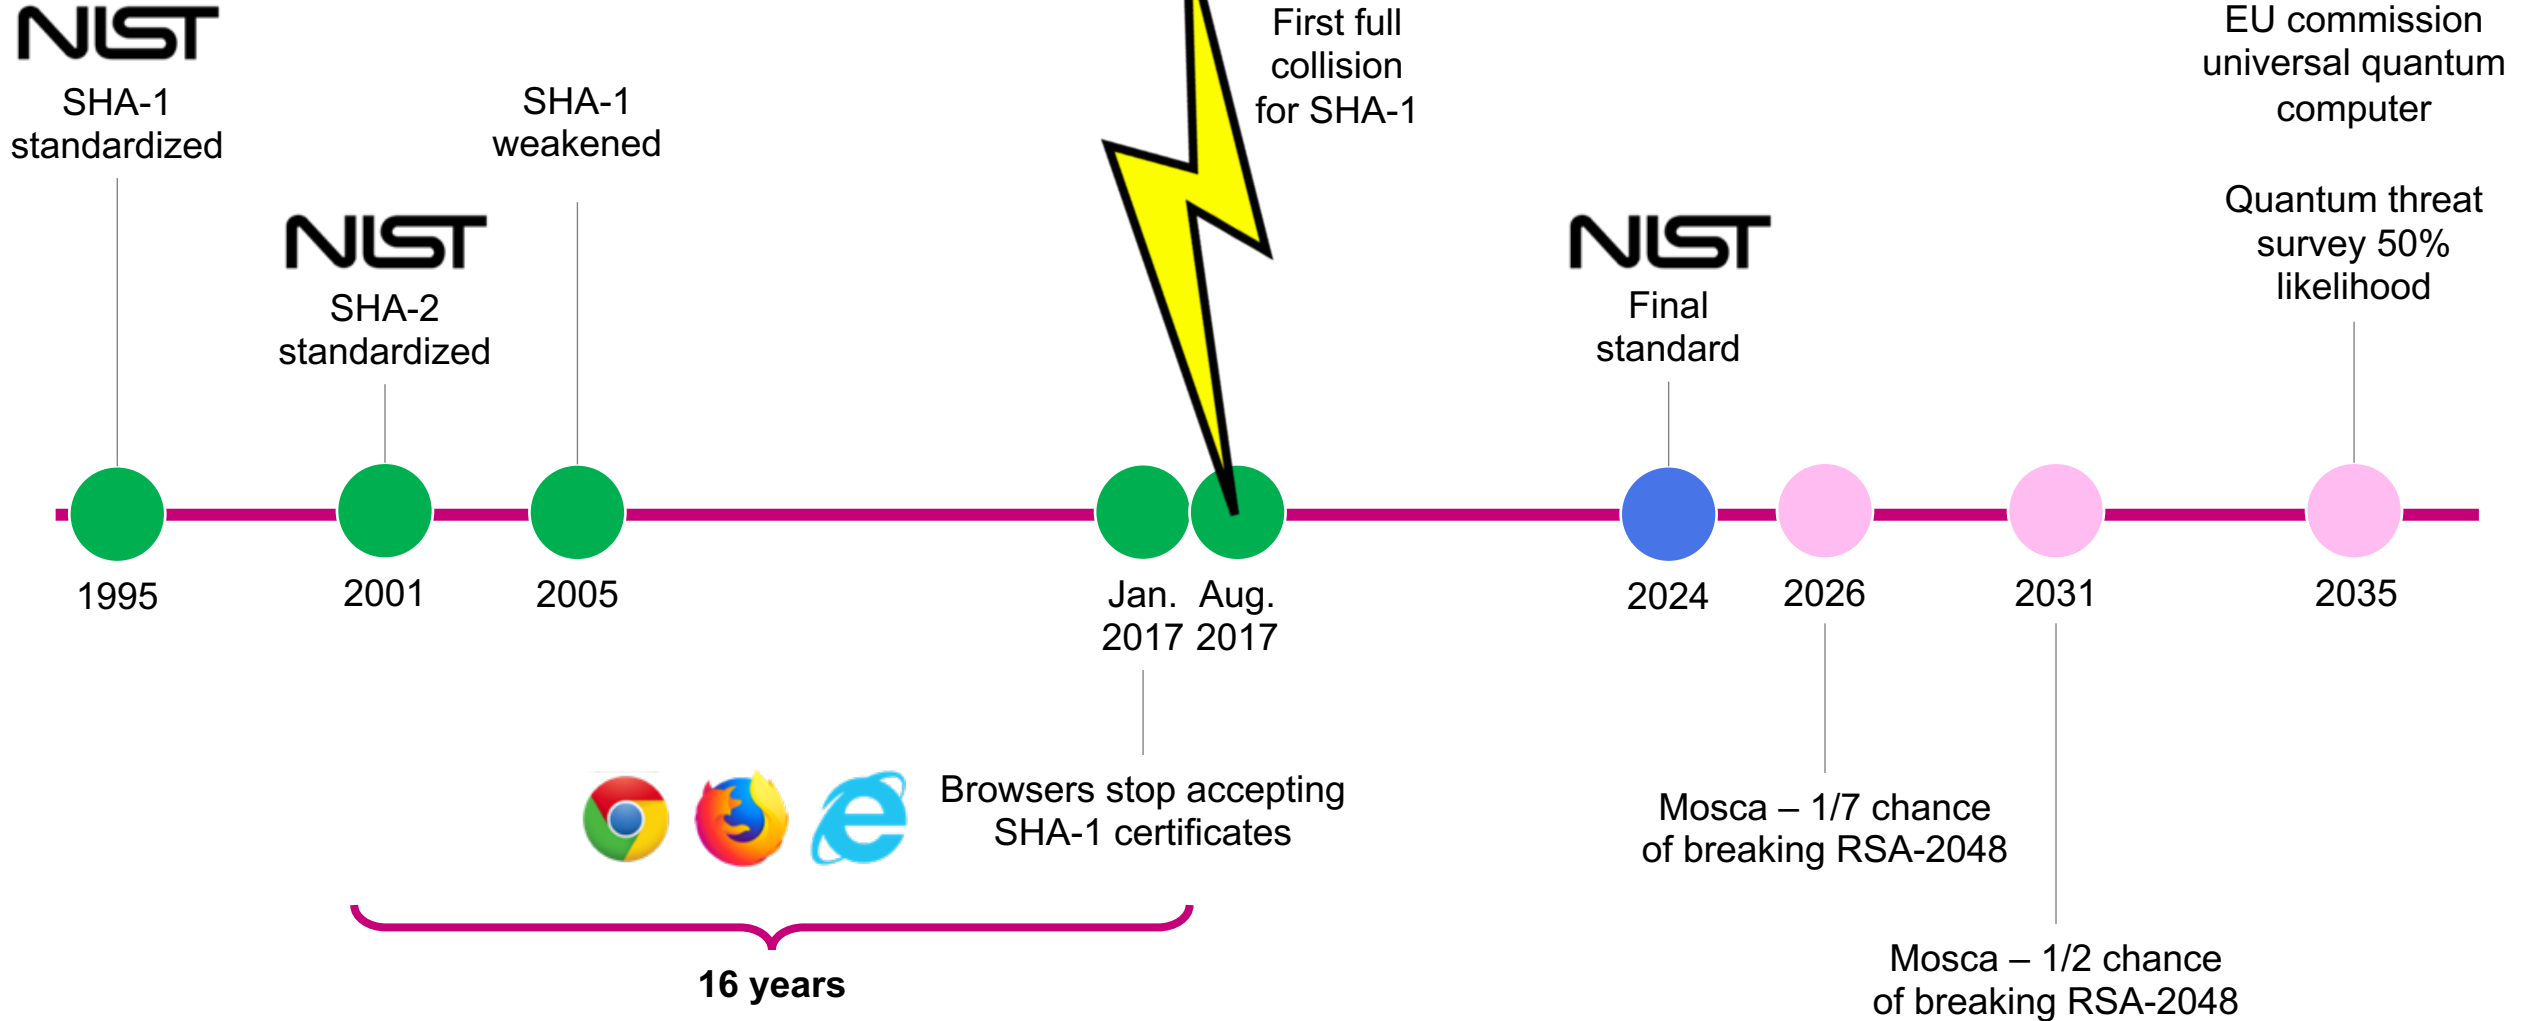 NIST
SHA-1
standardized
NIST
SHA-2
standardized
SHA-1
weakened
First full
collision
for SHA-1
NIST
Final
standard
EU commission
universal quantum
computer
Quantum threat
survey 50%
likelihood
1995
2001
2005
Jan.
2017
Aug.
2017
2024
2026
2031
2035
Browsers stop accepting
SHA-1 certificates
16 years
Mosca – 1/7 chance
of breaking RSA-2048
Mosca – 1/2 chance
of breaking RSA-2048